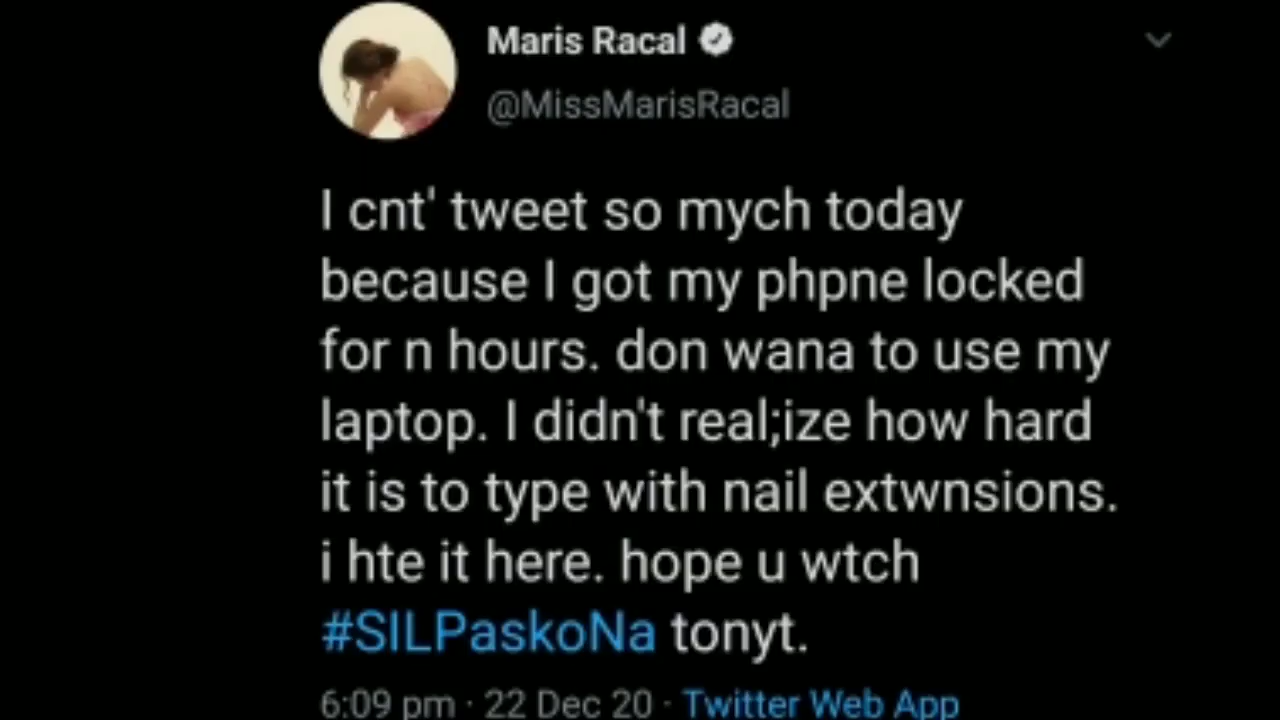 Maris Racal
@MissMarisRacal
I cnt' tweet so mych today
because I got my phpne locked
for n hours. don wana to use my
laptop. I didn't real;ize how hard
it is to type with nail extwnsions.
i hte it here. hope u wtch
#SILPaskoNa tonyt.
6:09 pm · 22 Dec 20 · Twitter Web App